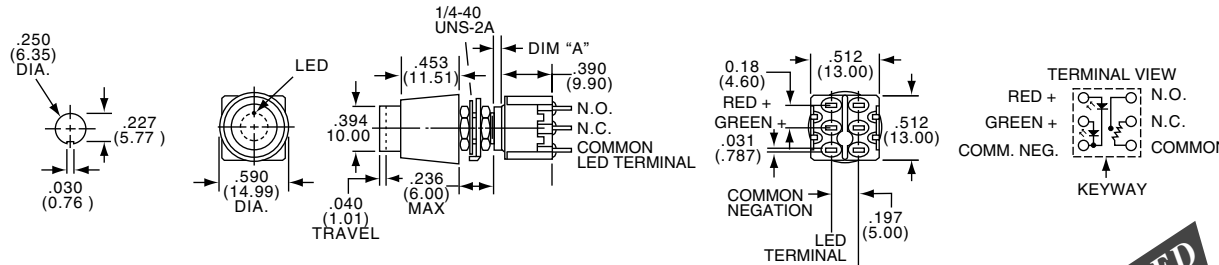 .250
(6.35)
DIA.
.227
(5.77 )
.030
(0.76 )
LED
.590
(14.99)
DIA.
1/4-40
UNS-2A
.453
(11.51)
DIM "A"
.390
(9.90)
.394
10.00
N.O.
N.C.
COMMON
LED TERMINAL
.236
(6.00)
MAX
.040
(1.01)
TRAVEL
.512
(13.00)
0.18
(4.60)
RED +
GREEN +
.031
(.787)
.512
(13.00)
COMMON
NEGATION
.197
(5.00)
LED
TERMINAL
TERMINAL VIEW
RED +
N.O.
GREEN +
N.C.
COMM. NEG.
COMMON
KEYWAY